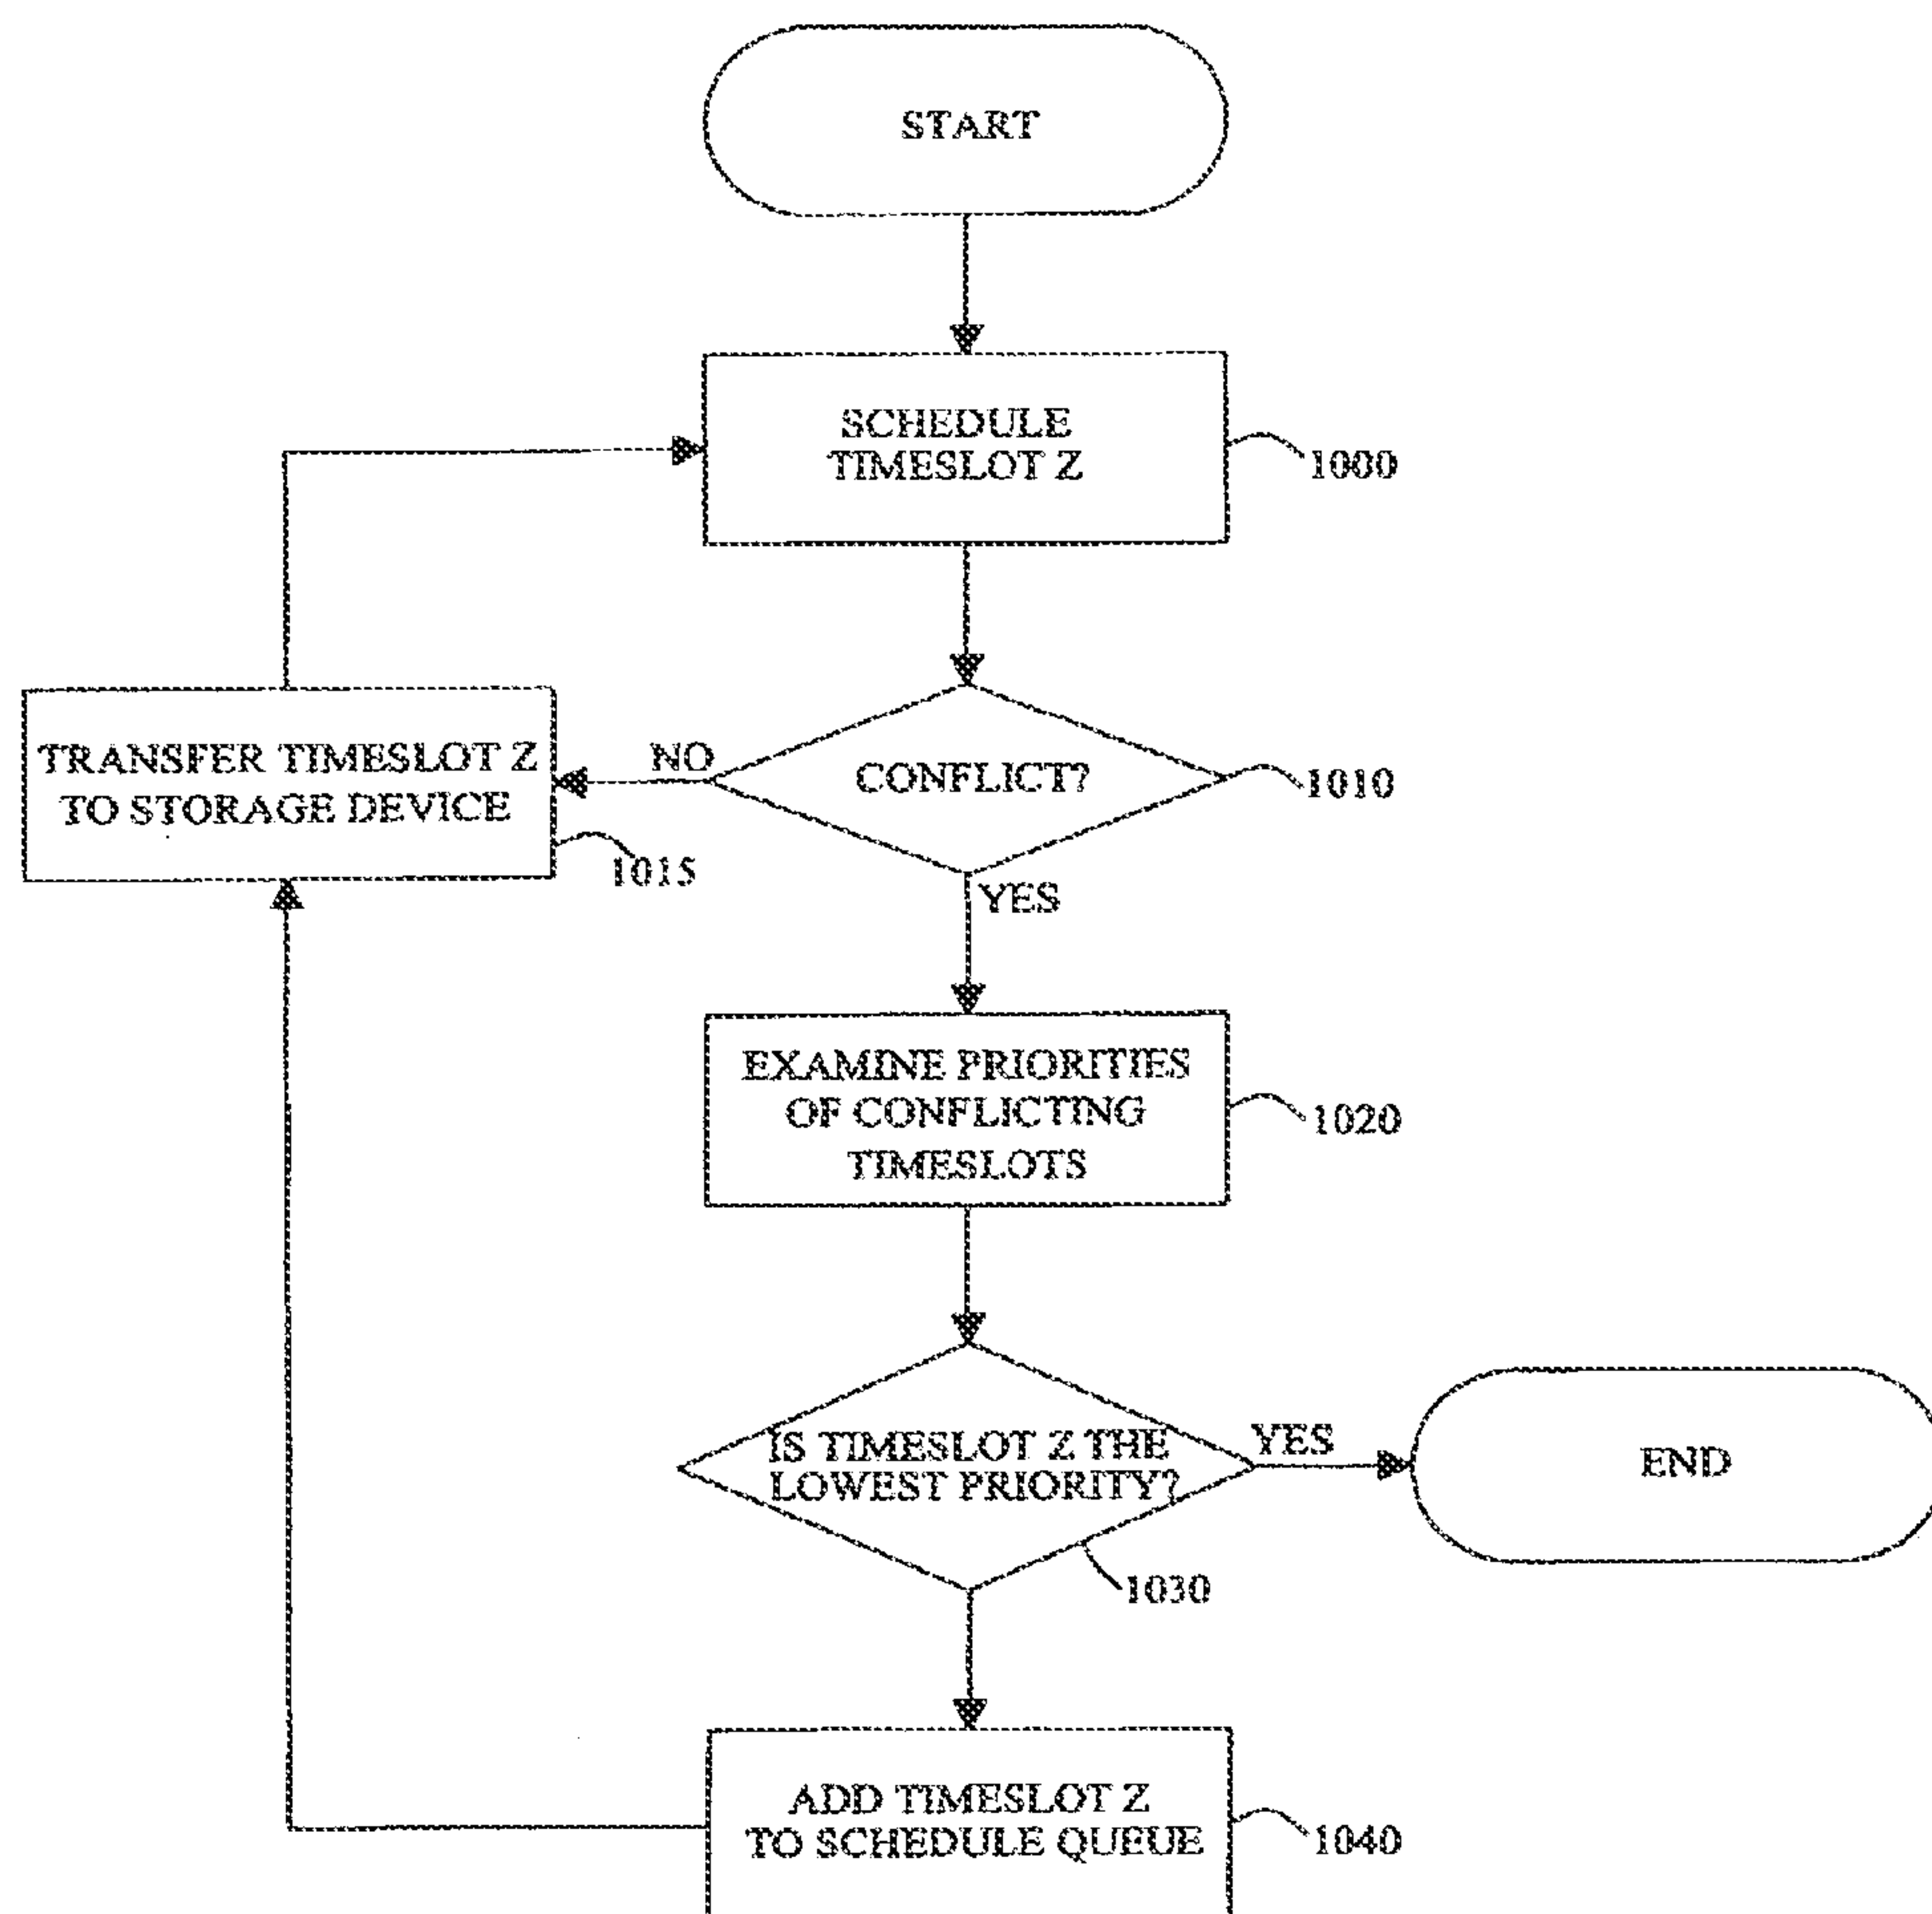 START
SCHEDULE
TIMESLOT Z
1000
TRANSFER TIMESLOT Z
TO STORAGE DEVICE
1015
NO
CONFLICT?
1010
YES
EXAMINE PRIORITIES
OF CONFLICTING
TIMESLOTS
1020
IS TIMESLOT Z THE
LOWEST PRIORITY?
1030
YES
END
ADD TIMESLOT Z
TO SCHEDULE QUEUE
1040